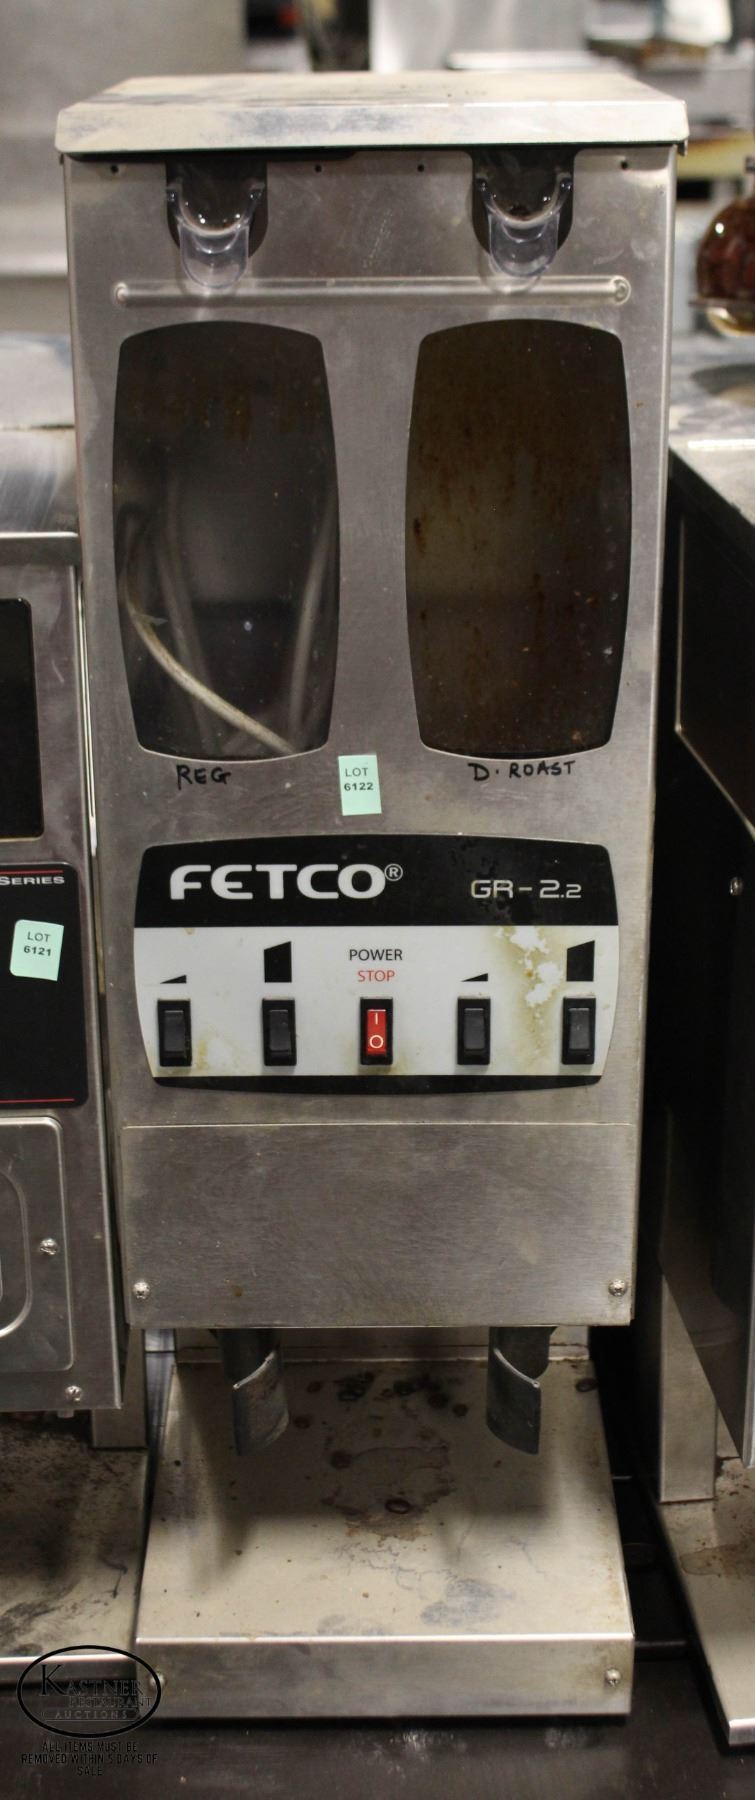 REG
LOT
6122
D. ROAST
FETCO®
GR-2.2
SERIES
LOT
6121
POWER
STOP
I
O
KASTNER
RESTAURANT
AUCTIONS
ALL ITEMS MUST BE
REMOVED WITHIN 5 DAYS OF
SALE